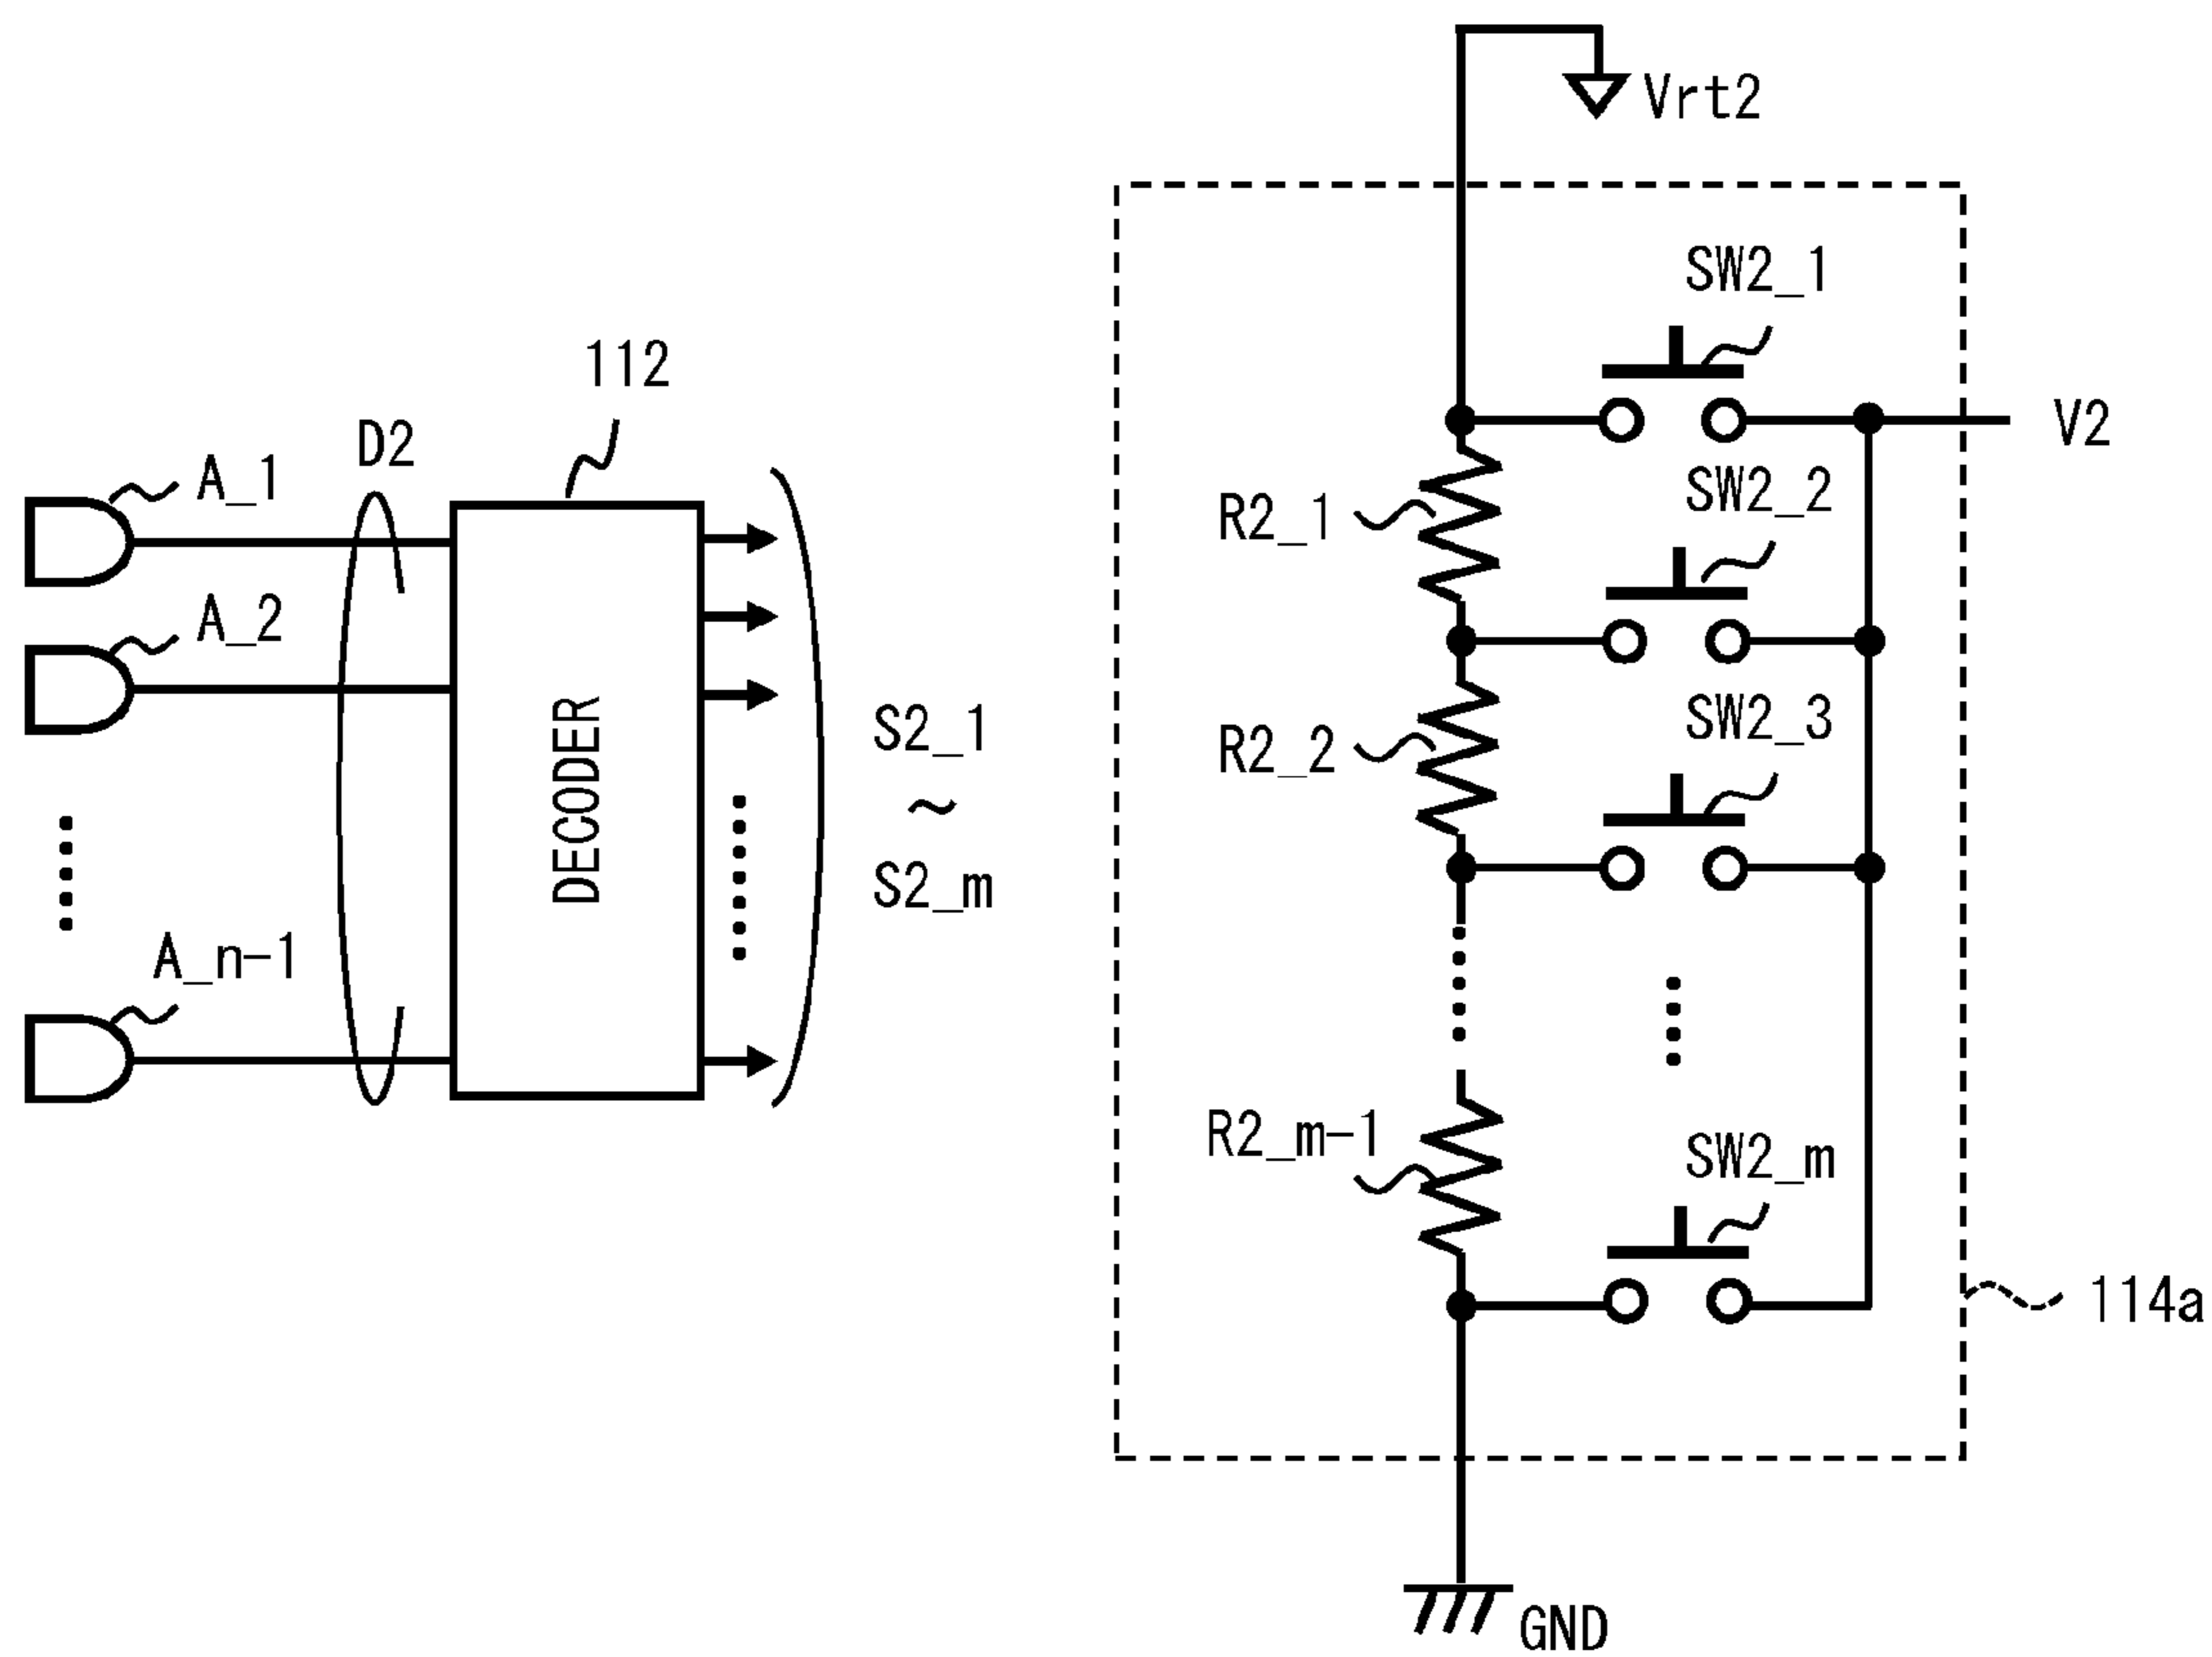 Vrt2
SW2_1
112
D2
V2
A_1
SW2_2
R2_1
A_2
SW2_3
DECODER
S2_1
R2_2
~
S2_m
A_n-1
R2_m-1
SW2_m
114a
GND